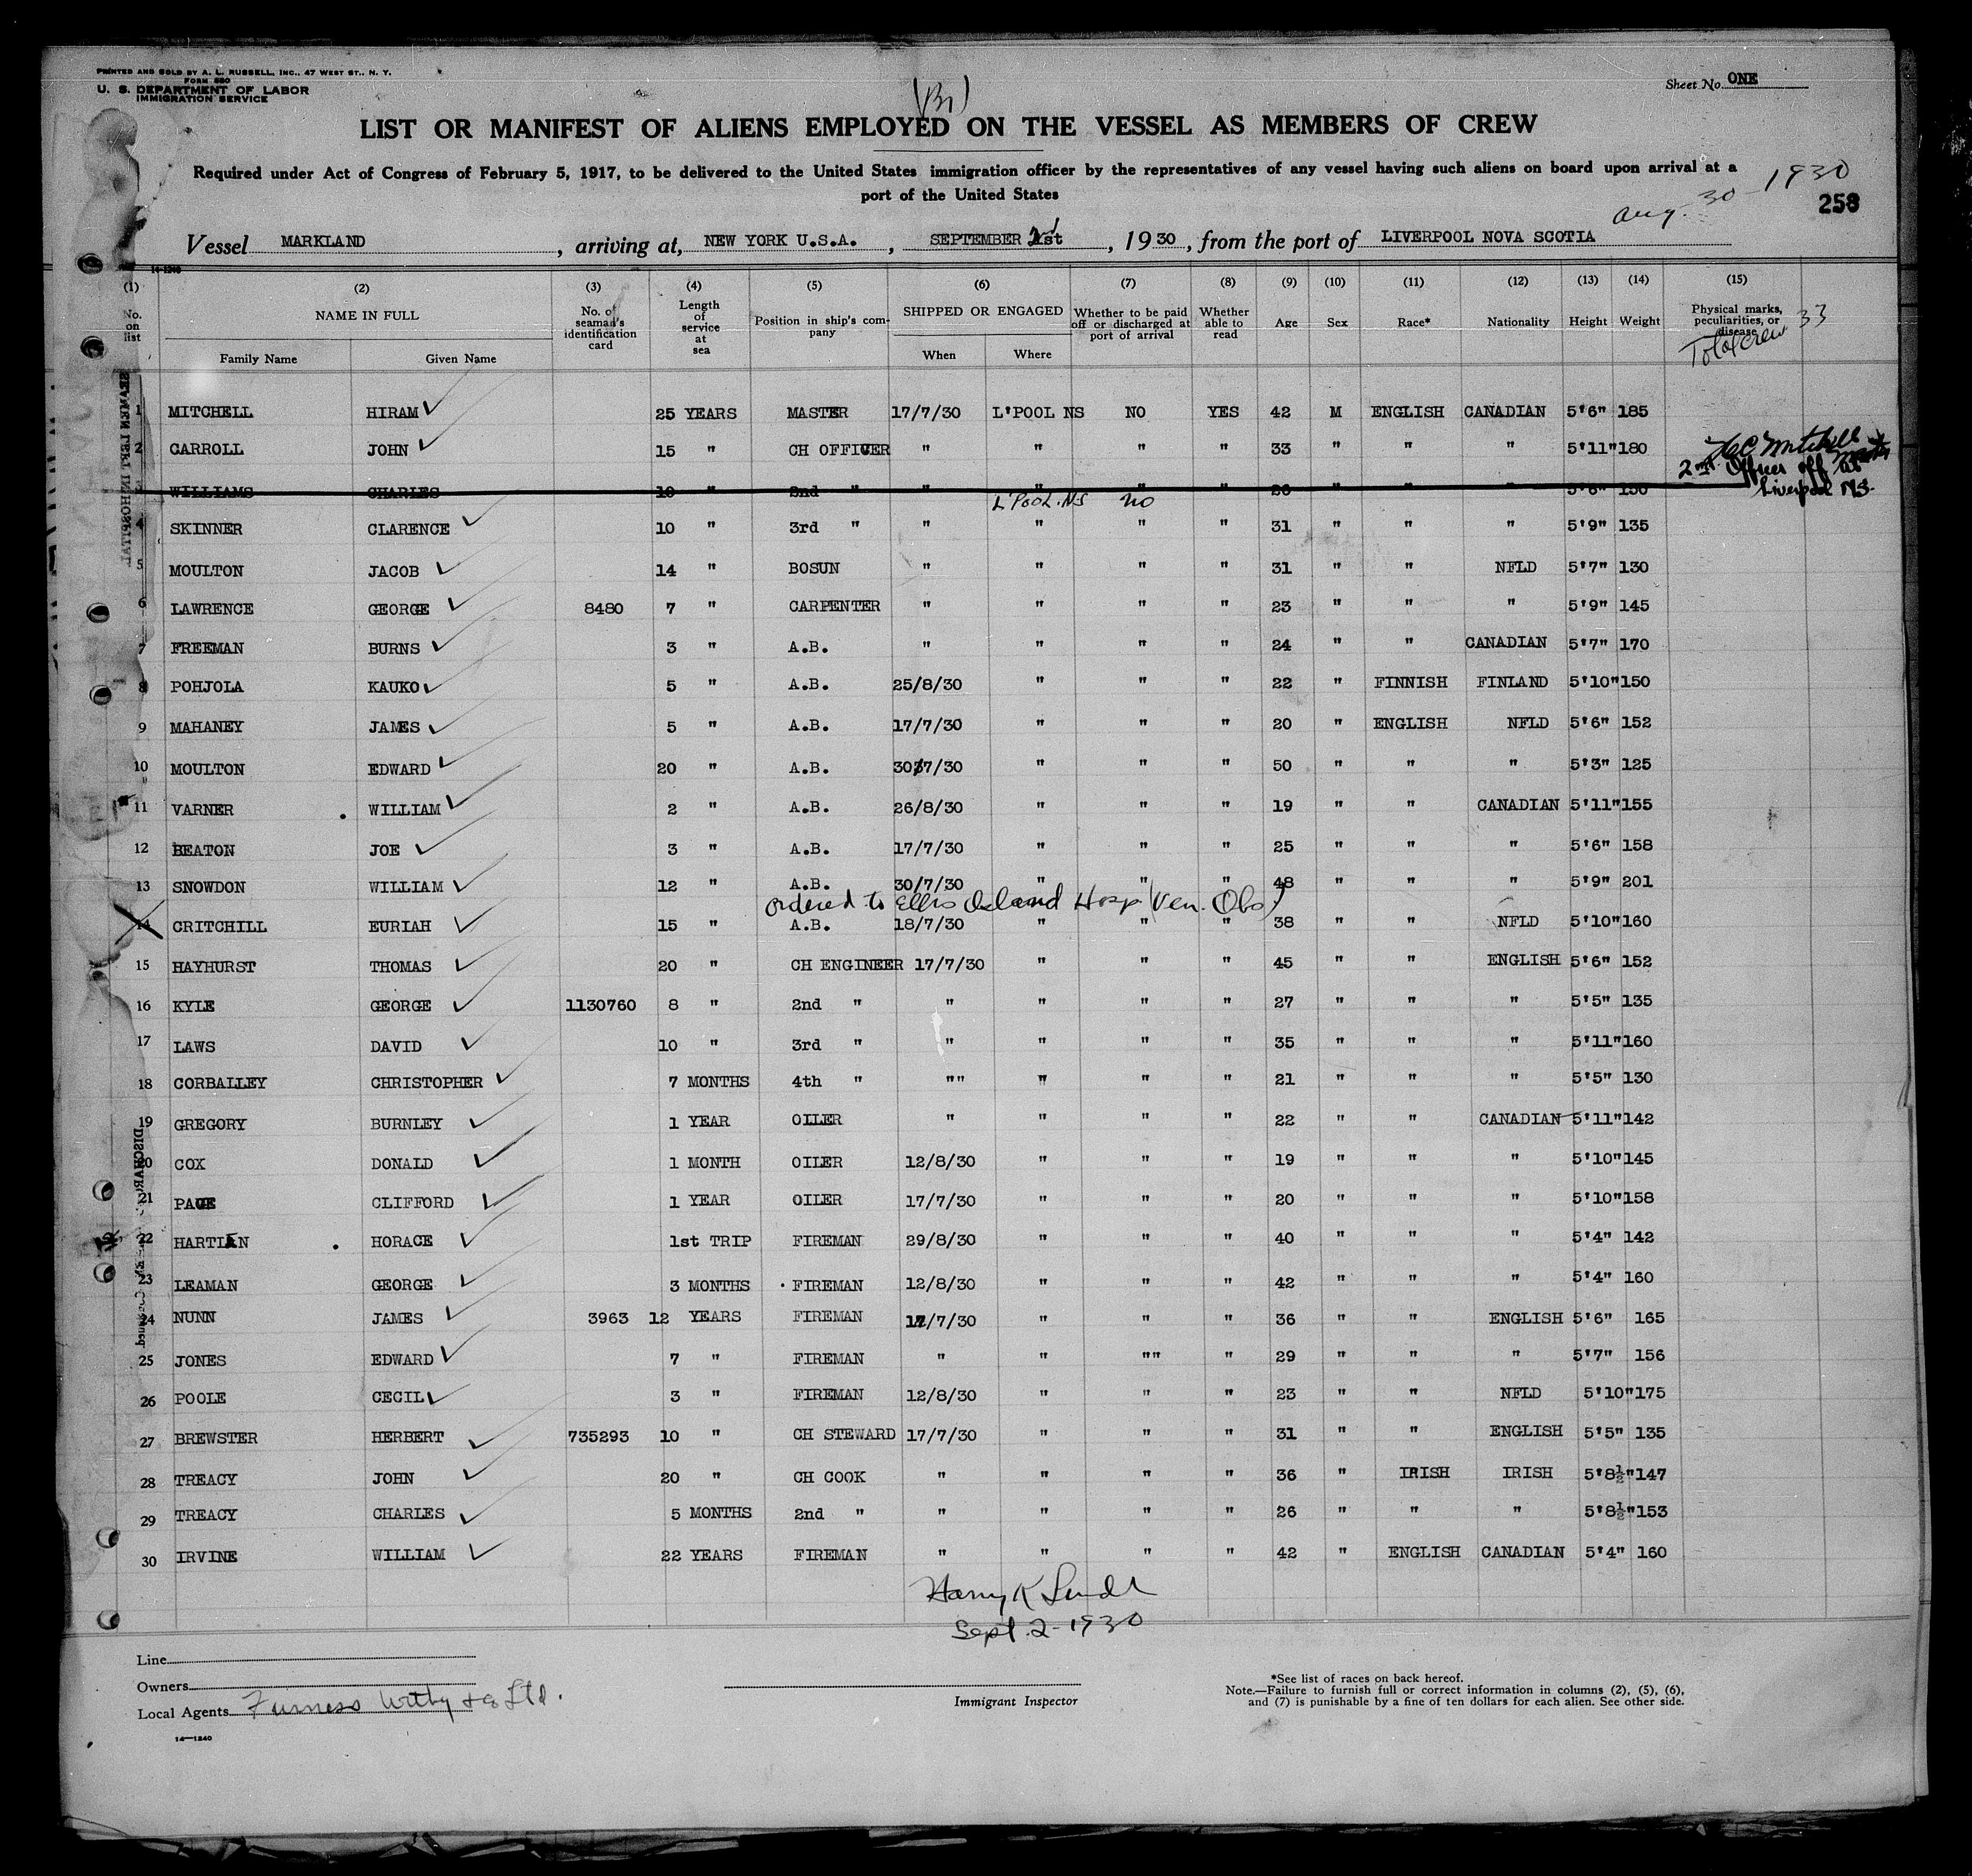 PRINTED AND SOLD BY A. L. RUSSELL, INC., 47 WEST ST., N. Y.
FORM 680
U. S. DEPARTMENT OF LABOR
IMMIGRATION SERVICE
Sheet No. ONE
(Br)
LIST OR MANIFEST OF ALIENS EMPLOYED ON THE VESSEL AS MEMBERS OF CREW
Required under Act of Congress of February 5, 1917, to be delivered to the United States immigration officer by the representatives of any vessel having such aliens on board upon arrival at a
port of the United States
Aug. 30 - 1930
258
Vessel MARKLAND, arriving at, NEW YORK U.S.A., SEPTEMBER 1st, 1930, from the port of LIVERPOOL NOVA SCOTIA
14-1240
(1) (2) (3) (4) (5) (6) (7) (8) (9) (10) (11) (12) (13) (14) (15)
No. on list NAME IN FULL Family Name Given Name No. of seaman's identification card Length of service at sea Position in ship's company SHIPPED OR ENGAGED When Where Whether to be paid off or discharged at port of arrival Whether able to read Age Sex Race* Nationality Height Weight Physical marks, peculiarities, or disease
Total crew 33
1 MITCHELL HIRAM 25 YEARS MASTER 17/7/30 L'POOL NS NO YES 42 M ENGLISH CANADIAN 5'6" 185
2 CARROLL JOHN 15 " CH OFFICER " " " " 33 " " " 5'11" 180
H C Mitchell
2nd Officer off at
Liverpool NS.
3 WILLIAMS CHARLES 10 " 2nd " " " " " 26 " " " 5'6" 150
L'POOL.NS no
4 SKINNER CLARENCE 10 " 3rd " " " " " 31 " " " 5'9" 135
5 MOULTON JACOB 14 " BOSUN " " " " 31 " " NFLD 5'7" 130
6 LAWRENCE GEORGE 8480 7 " CARPENTER " " " " 23 " " " 5'9" 145
7 FREEMAN BURNS 3 " A.B. " " " " 24 " " CANADIAN 5'7" 170
8 POHJOLA KAUKO 5 " A.B. 25/8/30 " " " 22 " FINNISH FINLAND 5'10" 150
9 MAHANEY JAMES 5 " A.B. 17/7/30 " " " 20 " ENGLISH NFLD 5'6" 152
10 MOULTON EDWARD 20 " A.B. 30/7/30 " " " 50 " " " 5'3" 125
11 VARNER WILLIAM 2 " A.B. 26/8/30 " " " 19 " " CANADIAN 5'11" 155
12 BEATON JOE 3 " A.B. 17/7/30 " " " 25 " " " 5'6" 158
13 SNOWDON WILLIAM 12 " A.B. 30/7/30 " " " 48 " " " 5'9" 201
ordered to Ellis Island Hosp (Ven. Obs)
14 CRITCHILL EURIAH 15 " A.B. 18/7/30 " " " 38 " " NFLD 5'10" 160
15 HAYHURST THOMAS 20 " CH ENGINEER 17/7/30 " " " 45 " " ENGLISH 5'6" 152
16 KYLE GEORGE 1130760 8 " 2nd " " " " " 27 " " " 5'5" 135
17 LAWS DAVID 10 " 3rd " " " " " 35 " " " 5'11" 160
18 CORBALLEY CHRISTOPHER 7 MONTHS 4th " "" " " " 21 " " " 5'5" 130
19 GREGORY BURNLEY 1 YEAR OILER " " " " 22 " " CANADIAN 5'11" 142
20 COX DONALD 1 MONTH OILER 12/8/30 " " " 19 " " " 5'10" 145
21 PAGE CLIFFORD 1 YEAR OILER 17/7/30 " " " 20 " " " 5'10" 158
22 HARTIAN HORACE 1st TRIP FIREMAN 29/8/30 " " " 40 " " " 5'4" 142
23 LEAMAN GEORGE 3 MONTHS FIREMAN 12/8/30 " " " 42 " " " 5'4" 160
24 NUNN JAMES 3963 12 YEARS FIREMAN 17/7/30 " " " 36 " " ENGLISH 5'6" 165
25 JONES EDWARD 7 " FIREMAN " " "" " 29 " " " 5'7" 156
26 POOLE CECIL 3 " FIREMAN 12/8/30 " " " 23 " " NFLD 5'10" 175
27 BREWSTER HERBERT 735293 10 " CH STEWARD 17/7/30 " " " 31 " " ENGLISH 5'5" 135
28 TREACY JOHN 20 " CH COOK " " " " 36 " IRISH IRISH 5'8½" 147
29 TREACY CHARLES 5 MONTHS 2nd " " " " " 26 " " " 5'8½" 153
30 IRVINE WILLIAM 22 YEARS FIREMAN " " " " 42 " ENGLISH CANADIAN 5'4" 160
Harry K
Sept. 2 - 1930
Line
Owners
Local Agents Furness Withy & Co Ltd.
Immigrant Inspector
*See list of races on back hereof.
Note.—Failure to furnish full or correct information in columns (2), (5), (6),
and (7) is punishable by a fine of ten dollars for each alien. See other side.
14—1240